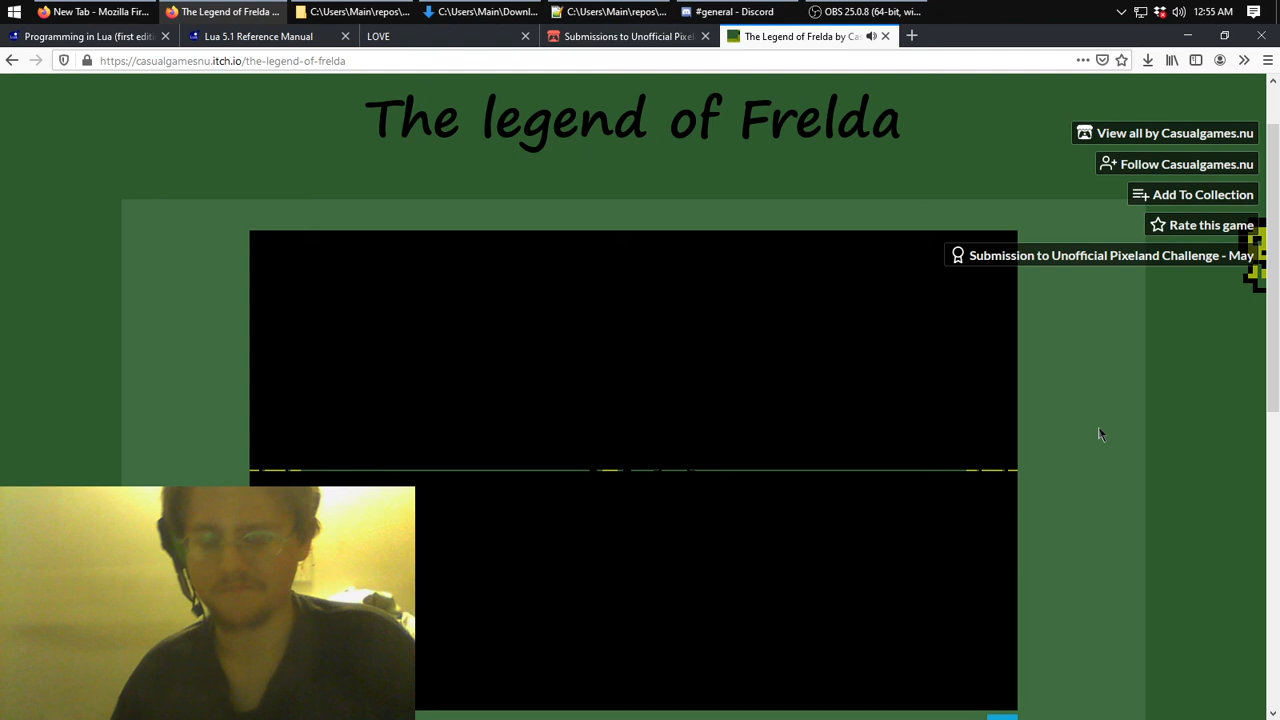 New Tab - Mozilla Fir...
The Legend of Frelda ...
C:\Users\Main\repos\...
C:\Users\Main\Downl...
C:\Users\Main\repos\...
#general - Discord
OBS 25.0.8 (64-bit, wi...
12:55 AM
Programming in Lua (first editi
Lua 5.1 Reference Manual
LOVE
Submissions to Unofficial Pixel
The Legend of Frelda by Cas
https://casualgamesnu.itch.io/the-legend-of-frelda
The legend of Frelda
View all by Casualgames.nu
Follow Casualgames.nu
Add To Collection
Rate this game
Submission to Unofficial Pixeland Challenge - May